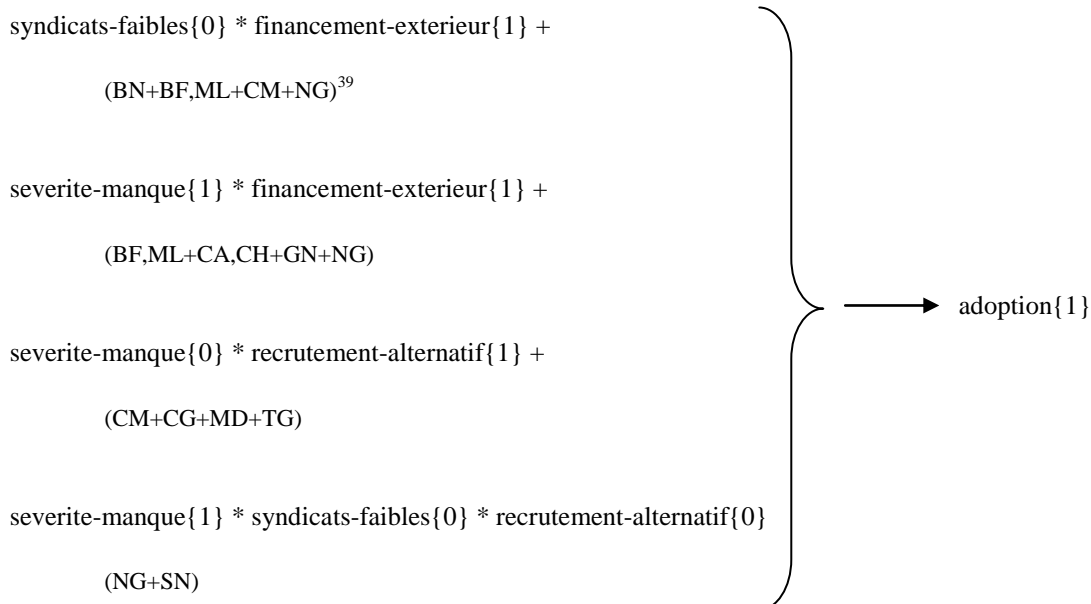 syndicats-faibles{0} * financement-exterieur{1} +
(BN+BF,ML+CM+NG)39
severite-manque{1} * financement-exterieur{1} +
(BF,ML+CA,CH+GN+NG)
adoption{1}
severite-manque{0} * recrutement-alternatif{1} +
(CM+CG+MD+TG)
severite-manque{1} * syndicats-faibles{0} * recrutement-alternatif{0}
(NG+SN)